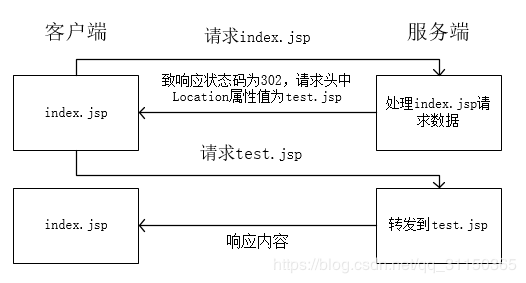 客户端
服务端
请求index.jsp
致响应状态码为302，请求头中
Location属性值为test.jsp
index.jsp
处理index.jsp请
求数据
请求test.jsp
index.jsp
转发到test.jsp
响应内容
https://blog.csdn.net/qq_31150365